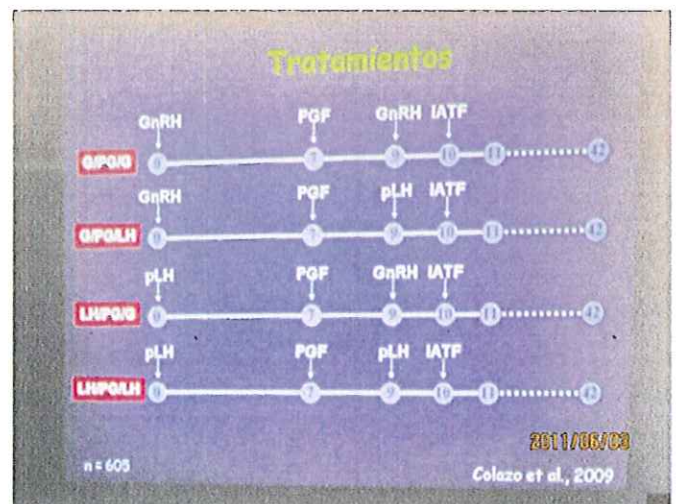 Tratamientos
GnRH PGF GnRH IATF
G/PG/G 0 7 9 10 11 42
GnRH PGF pLH IATF
G/PG/LH 0 7 9 10 11 42
pLH PGF GnRH IATF
LH/PG/G 0 7 9 10 11 42
pLH PGF pLH IATF
LH/PG/LH 0 7 9 10 11 42
2011/06/03
n = 605
Colazo et al., 2009